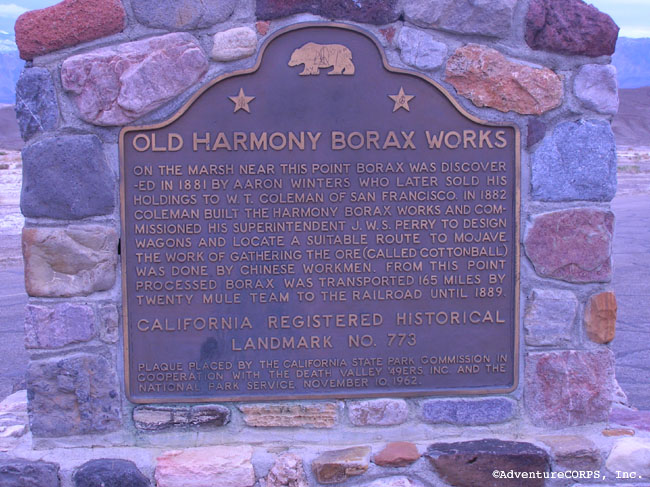 OLD HARMONY BORAX WORKS
ON THE MARSH NEAR THIS POINT BORAX WAS DISCOVER
-ED IN 1881 BY AARON WINTERS WHO LATER SOLD HIS
HOLDINGS TO W. T. COLEMAN OF SAN FRANCISCO. IN 1882
COLEMAN BUILT THE HARMONY BORAX WORKS AND COM-
MISSIONED HIS SUPERINTENDENT J. W. S. PERRY TO DESIGN
WAGONS AND LOCATE A SUITABLE ROUTE TO MOJAVE
THE WORK OF GATHERING THE ORE (CALLED COTTONBALL)
WAS DONE BY CHINESE WORKMEN. FROM THIS POINT
PROCESSED BORAX WAS TRANSPORTED 165 MILES BY
TWENTY MULE TEAM TO THE RAILROAD UNTIL 1889.
CALIFORNIA REGISTERED HISTORICAL
LANDMARK NO. 773
PLAQUE PLACED BY THE CALIFORNIA STATE PARK COMMISSION IN
COOPERATION WITH THE DEATH VALLEY '49ERS INC. AND THE
NATIONAL PARK SERVICE NOVEMBER 10, 1962.
©AdventureCORPS, Inc.